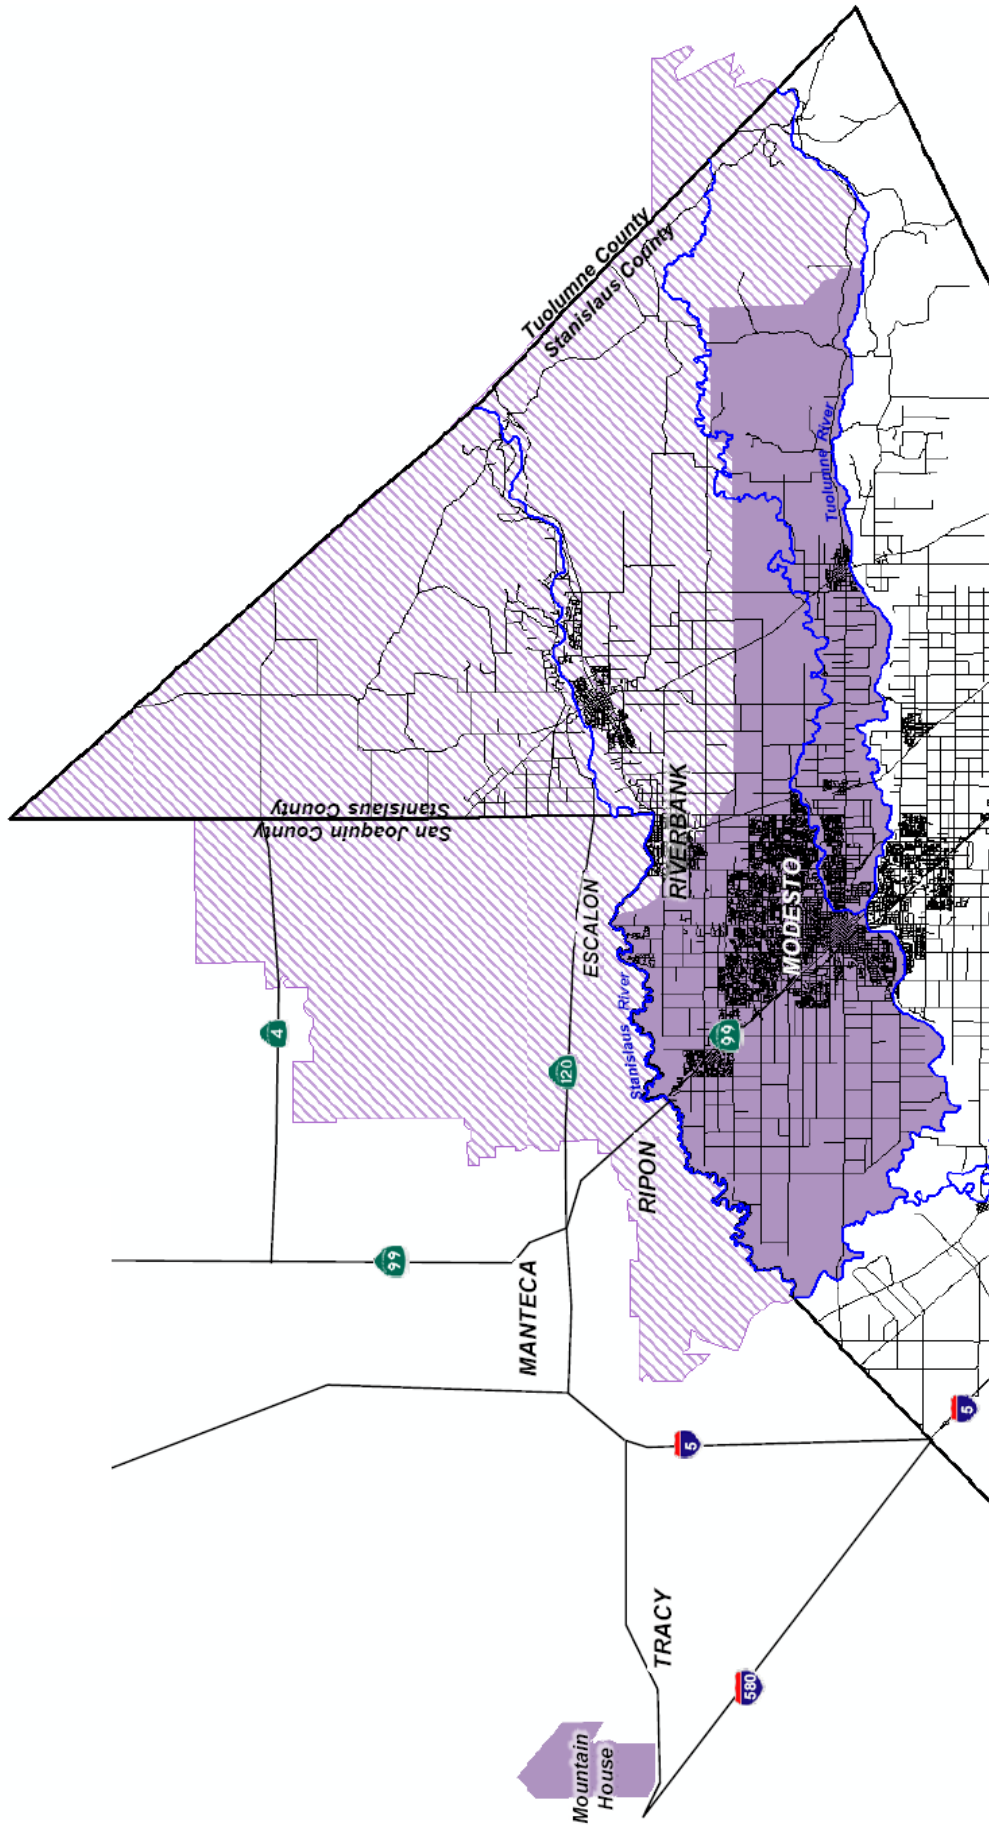 Tuolumne County
Stanislaus County
San Joaquin County
Stanislaus County
4
99
120
ESCALON
Stanislaus River
RIVERBANK
Tuolumne River
MODESTO
99
RIPON
MANTECA
5
5
TRACY
580
Mountain
House